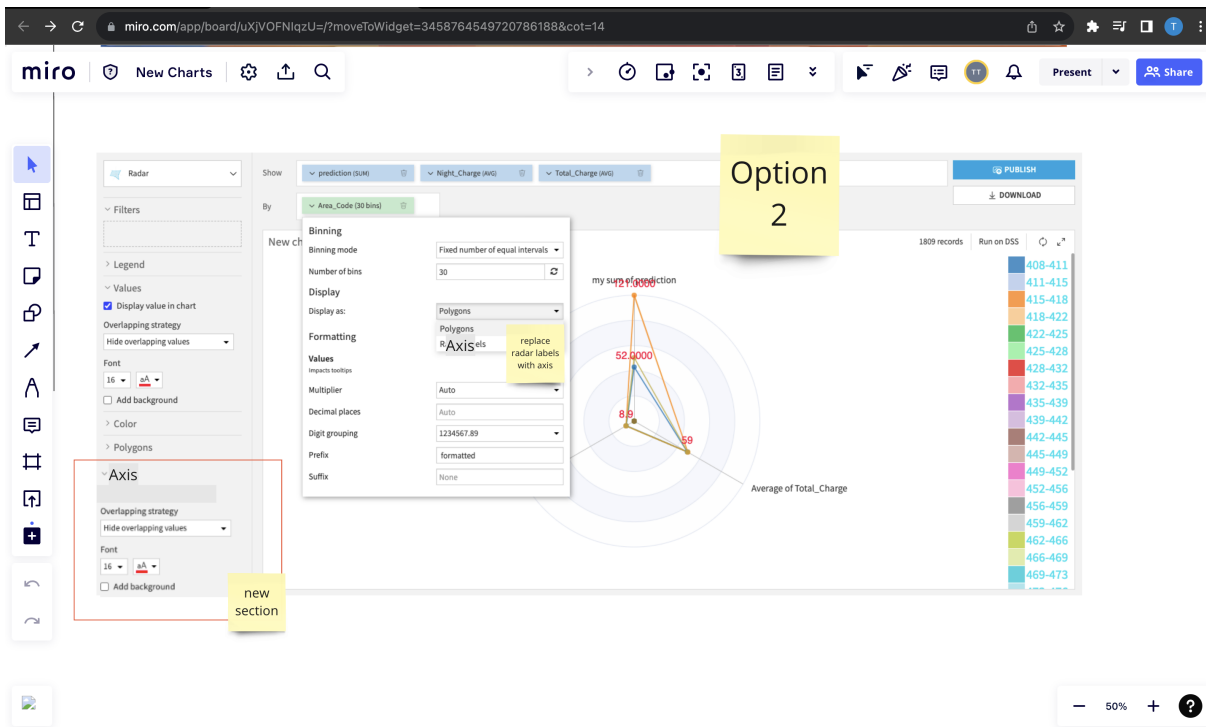 miro.com/app/board/uXjVOFNIqzU=/?moveToWidget=3458764549720786188&cot=14
T
miro
New Charts
3
TT
Present
Share
Option
2
Radar
Show
prediction (SUM)
Night_Charge (AVG)
Total_Charge (AVG)
PUBLISH
DOWNLOAD
By
Area_Code (30 bins)
Filters
Legend
Values
Display value in chart
Overlapping strategy
Hide overlapping values
Font
16
aA
Add background
Color
Polygons
Axis
Overlapping strategy
Hide overlapping values
Font
16
aA
Add background
new
section
New ch
Binning
Binning mode
Fixed number of equal intervals
Number of bins
30
Display
Display as:
Polygons
Polygons
Axis
els
replace
radar labels
with axis
Formatting
Values
Impacts tooltips
Multiplier
Auto
Decimal places
Auto
Digit grouping
1234567.89
Prefix
formatted
Suffix
None
1809 records
Run on DSS
my sum of prediction
121.0000
52.0000
8.9
59
Average of Total_Charge
408-411
411-415
415-418
418-422
422-425
425-428
428-432
432-435
435-439
439-442
442-445
445-449
449-452
452-456
456-459
459-462
462-466
466-469
469-473
50%
?